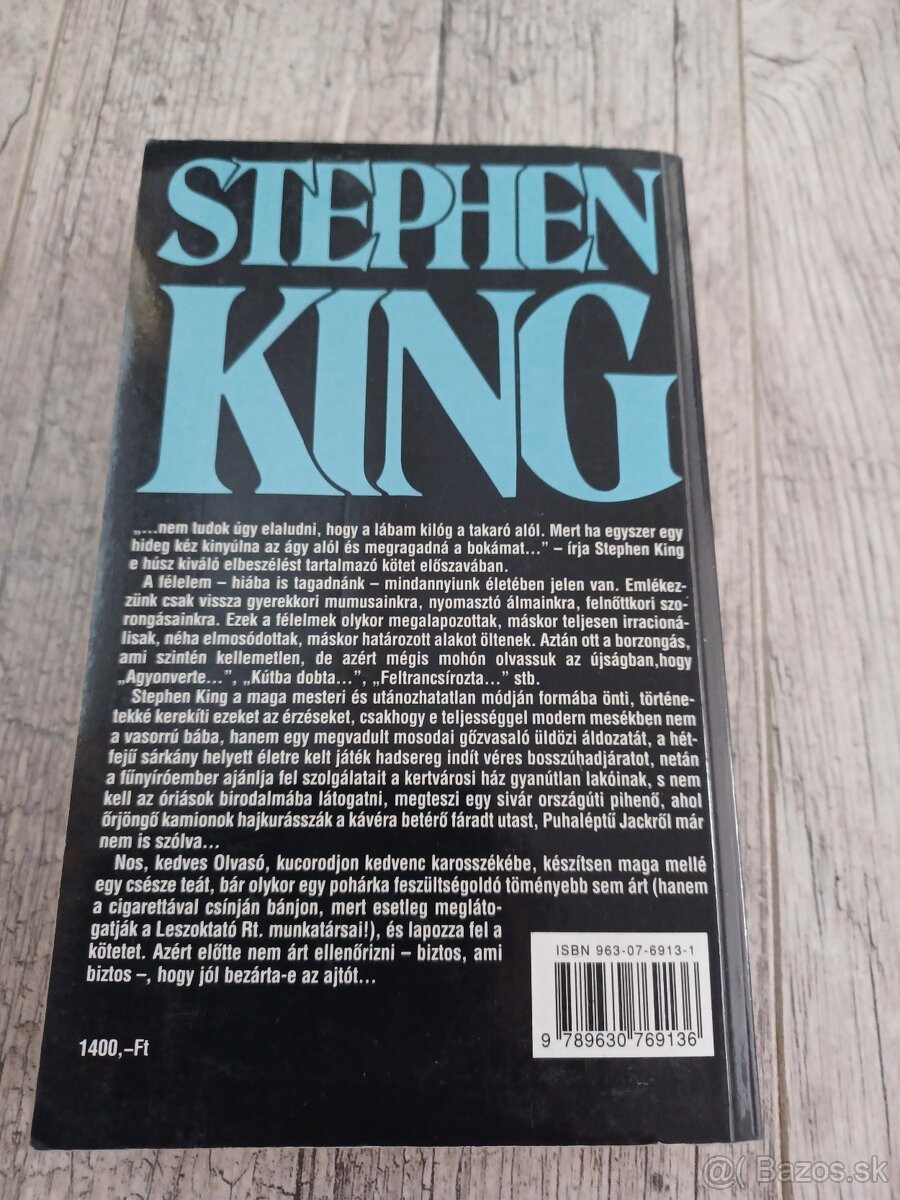 STEPHEN
KING
„...nem tudok úgy elaludni, hogy a lábam kilóg a takaró alól. Mert ha egyszer egy
hideg kéz kinyúlna az ágy alól és megragadná a bokámat...” – írja Stephen King
e húsz kiváló elbeszélést tartalmazó kötet előszavában.
A félelem – hiába is tagadnánk – mindannyiunk életében jelen van. Emlékez-
zünk csak vissza gyerekkori mumusainkra, nyomasztó álmainkra, felnőttkori szo-
rongásainkra. Ezek a félelmek olykor megalapozottak, máskor teljesen irracioná-
lisak, néha elmosódottak, máskor határozott alakot öltenek. Aztán ott a borzongás,
ami szintén kellemetlen, de azért mégis mohón olvassuk az újságban,hogy
„Agyonverte...”, „Kútba dobta...”, „Feltrancsírozta...” stb.
Stephen King a maga mesteri és utánozhatatlan módján formába önti, történe-
tekké kerekíti ezeket az érzéseket, csakhogy e teljességgel modern mesékben nem
a vasorrú bába, hanem egy megvadult mosodai gőzvasaló üldözi áldozatát, a hét-
fejű sárkány helyett életre kelt játék hadsereg indít véres bosszúhadjáratot, netán
a fűnyíróember ajánlja fel szolgálatait a kertvárosi ház gyanútlan lakóinak, s nem
kell az óriások birodalmába látogatni, megteszi egy sivár országúti pihenő, ahol
őrjöngő kamionok hajkurásszák a kávéra betérő fáradt utast, Puhaléptű Jackről már
nem is szólva...
Nos, kedves Olvasó, kucorodjon kedvenc karosszékébe, készítsen maga mellé
egy csésze teát, bár olykor egy pohárka feszültségoldó töményebb sem árt (hanem
a cigarettával csínján bánjon, mert esetleg megláto-
gatják a Leszoktató Rt. munkatársai!), és lapozza fel a
kötetet. Azért előtte nem árt ellenőrizni – biztos, ami
biztos –, hogy jól bezárta-e az ajtót...
ISBN 963-07-6913-1
9 789630 769136
1400,–Ft
@( Bazos.sk